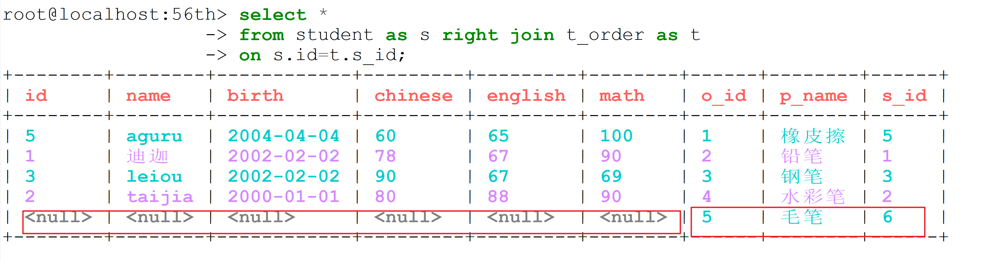 root@localhost:56th> select *
-> from student as s right join t_order as t
-> on s.id=t.s_id;
+--------+--------+------------+---------+---------+--------+------+--------+------+
| id     | name   | birth      | chinese | english | math   | o_id | p_name | s_id |
+--------+--------+------------+---------+---------+--------+------+--------+------+
| 5      | aguru  | 2004-04-04 | 60      | 65      | 100    | 1    | 橡皮擦 | 5    |
| 1      | 迪迦   | 2002-02-02 | 78      | 67      | 90     | 2    | 铅笔   | 1    |
| 3      | leiou  | 2002-02-02 | 90      | 67      | 69     | 3    | 钢笔   | 3    |
| 2      | taijia | 2000-01-01 | 80      | 88      | 90     | 4    | 水彩笔 | 2    |
| <null> | <null> | <null>     | <null>  | <null>  | <null> | 5    | 毛笔   | 6    |
+--------+--------+------------+---------+---------+--------+------+--------+------+